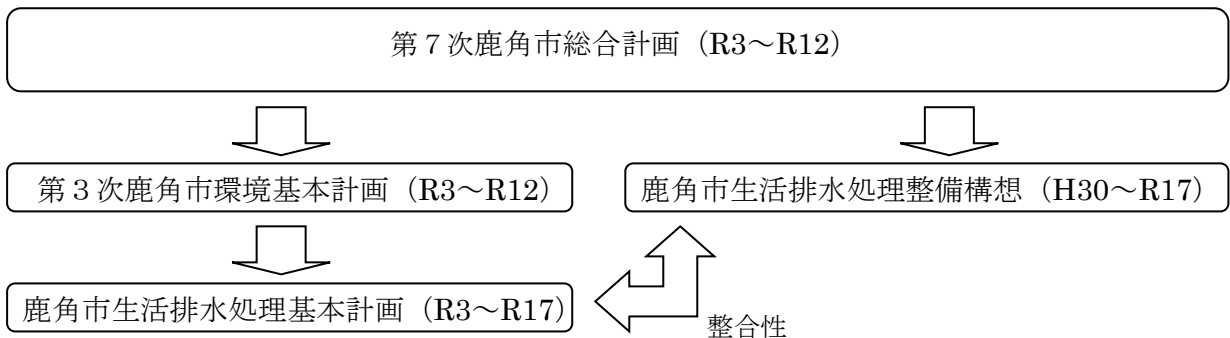 第７次鹿角市総合計画（R3～R12）
第３次鹿角市環境基本計画（R3～R12）
鹿角市生活排水処理整備構想（H30～R17）
鹿角市生活排水処理基本計画（R3～R17）
整合性